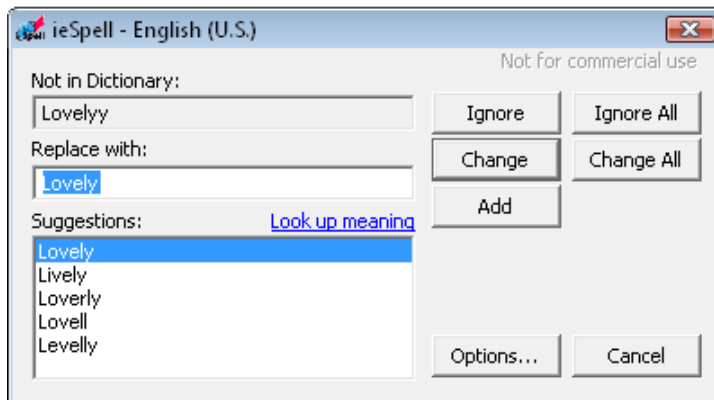 ieSpell - English (U.S.)
Not for commercial use
Not in Dictionary:
Lovelyy
Ignore
Ignore All
Replace with:
Lovely
Change
Change All
Add
Suggestions:
Look up meaning
Lovely
Lively
Loverly
Lovell
Levelly
Options...
Cancel